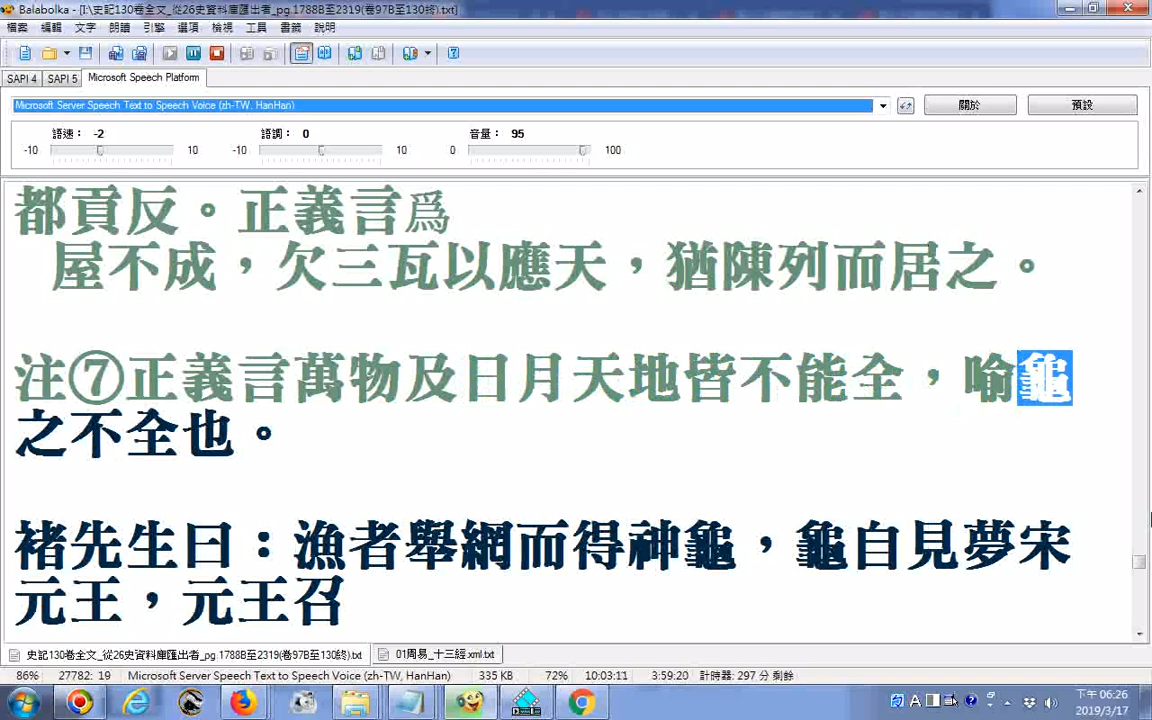 Balabolka - [I:\史記130卷全文_從26史資料庫匯出者_pg.1788B至2319(卷97B至130終).txt]
檔案 編輯 文字 朗讀 引擎 選項 檢視 工具 書籤 說明
SAPI 4 SAPI 5 Microsoft Speech Platform
Microsoft Server Speech Text to Speech Voice (zh-TW, HanHan) 關於 預設
語速： -2 語調： 0 音量： 95
-10 10 -10 10 0 100
都貢反。正義言爲
屋不成，欠三瓦以應天，猶陳列而居之。
注⑦正義言萬物及日月天地皆不能全，喻龜
之不全也。
褚先生曰：漁者舉網而得神龜，龜自見夢宋
元王，元王召
史記130卷全文_從26史資料庫匯出者_pg.1788B至2319(卷97B至130終).txt 01周易_十三經.xml.txt
86% 27782: 19 Microsoft Server Speech Text to Speech Voice (zh-TW, HanHan) 335 KB 72% 10:03:11 3:59:20 計時器: 297 分 剩餘
下午 06:26
2019/3/17